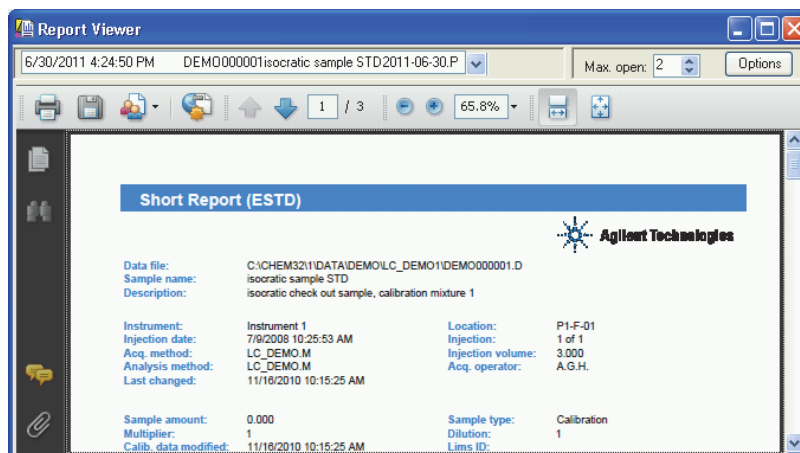 Report Viewer
6/30/2011 4:24:50 PM DEMO000001isocratic sample STD2011-06-30.P Max. open: 2 Options
1 / 3 65.8%
Short Report (ESTD)
Agilent Technologies
Data file: C:\CHEM32\1\DATA\DEMO\LC_DEMO1\DEMO000001.D
Sample name: isocratic sample STD
Description: isocratic check out sample, calibration mixture 1
Instrument: Instrument 1 Location: P1-F-01
Injection date: 7/9/2008 10:25:53 AM Injection: 1 of 1
Acq. method: LC_DEMO.M Injection volume: 3.000
Analysis method: LC_DEMO.M Acq. operator: A.G.H.
Last changed: 11/16/2010 10:15:25 AM
Sample amount: 0.000 Sample type: Calibration
Multiplier: 1 Dilution: 1
Calib. data modified: 11/16/2010 10:15:25 AM Lims ID: